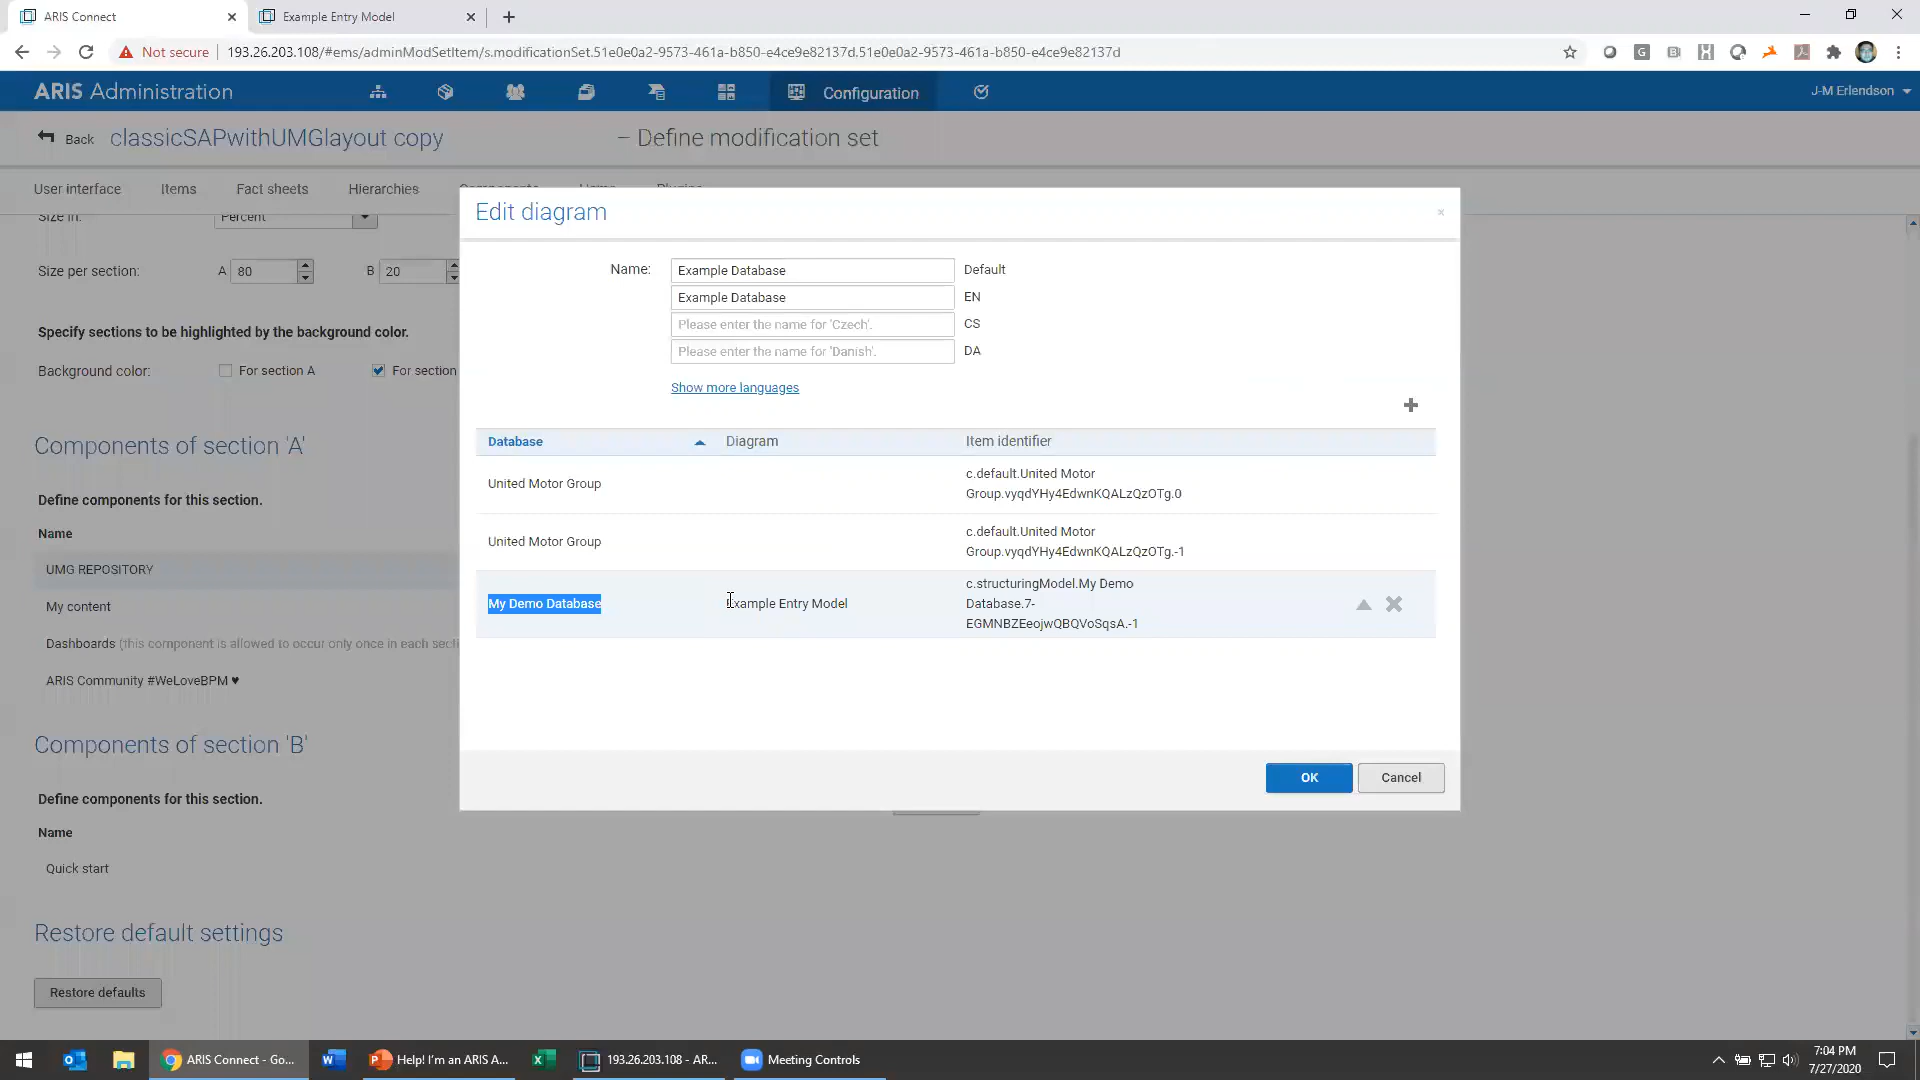 ARIS Connect
Example Entry Model
Not secure
193.26.203.108/#ems/adminModSetItem/s.modificationSet.51e0e0a2-9573-461a-b850-e4ce9e82137d.51e0e0a2-9573-461a-b850-e4ce9e82137d
ARIS Administration
Configuration
J-M Erlendson
Back
classicSAPwithUMGlayout copy
– Define modification set
User interface
Items
Fact sheets
Hierarchies
Components
Home
Plugins
Size in:
Percent
Size per section:
A
80
B
20
Specify sections to be highlighted by the background color.
Background color:
For section A
For section
Components of section 'A'
Define components for this section.
Name
UMG REPOSITORY
My content
Dashboards (this component is allowed to occur only once in each secti
ARIS Community #WeLoveBPM ♥
Components of section 'B'
Define components for this section.
Name
Quick start
Restore default settings
Restore defaults
Edit diagram
Name:
Example Database
Default
Example Database
EN
Please enter the name for 'Czech'.
CS
Please enter the name for 'Danish'.
DA
Show more languages
Database
Diagram
Item identifier
United Motor Group
c.default.United Motor
Group.vyqdYHy4EdwnKQALzQzOTg.0
United Motor Group
c.default.United Motor
Group.vyqdYHy4EdwnKQALzQzOTg.-1
My Demo Database
Example Entry Model
c.structuringModel.My Demo
Database.7-
EGMNBZEeojwQBQVoSqsA.-1
OK
Cancel
ARIS Connect - Go...
Help! I'm an ARIS A...
193.26.203.108 - AR...
Meeting Controls
7:04 PM
7/27/2020